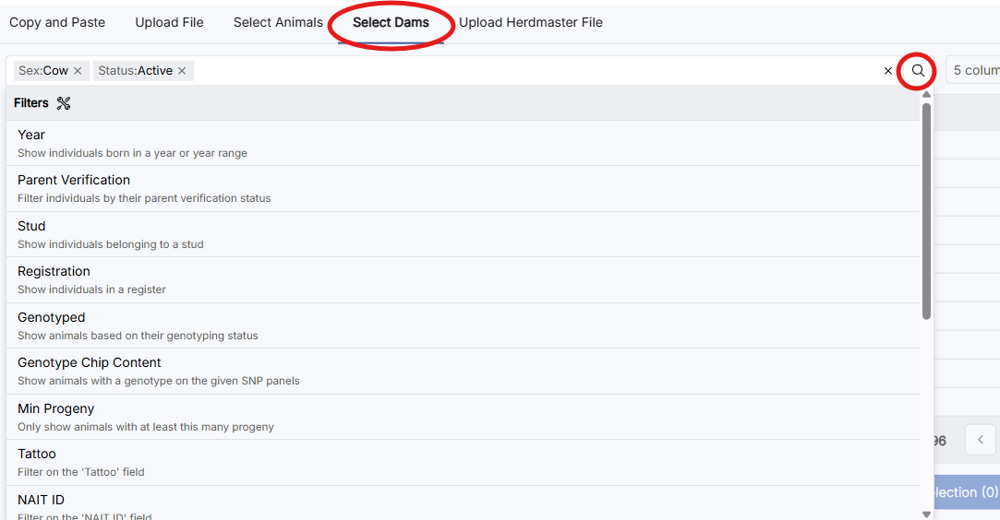 Copy and Paste Upload File Select Animals Select Dams Upload Herdmaster File
Sex:Cow × Status:Active × 5 colum
Filters
Year
Show individuals born in a year or year range
Parent Verification
Filter individuals by their parent verification status
Stud
Show individuals belonging to a stud
Registration
Show individuals in a register
Genotyped
Show animals based on their genotyping status
Genotype Chip Content
Show animals with a genotype on the given SNP panels
Min Progeny
Only show animals with at least this many progeny
96
Tattoo
Filter on the 'Tattoo' field
lection (0)
NAIT ID
Filter on the 'NAIT ID' field